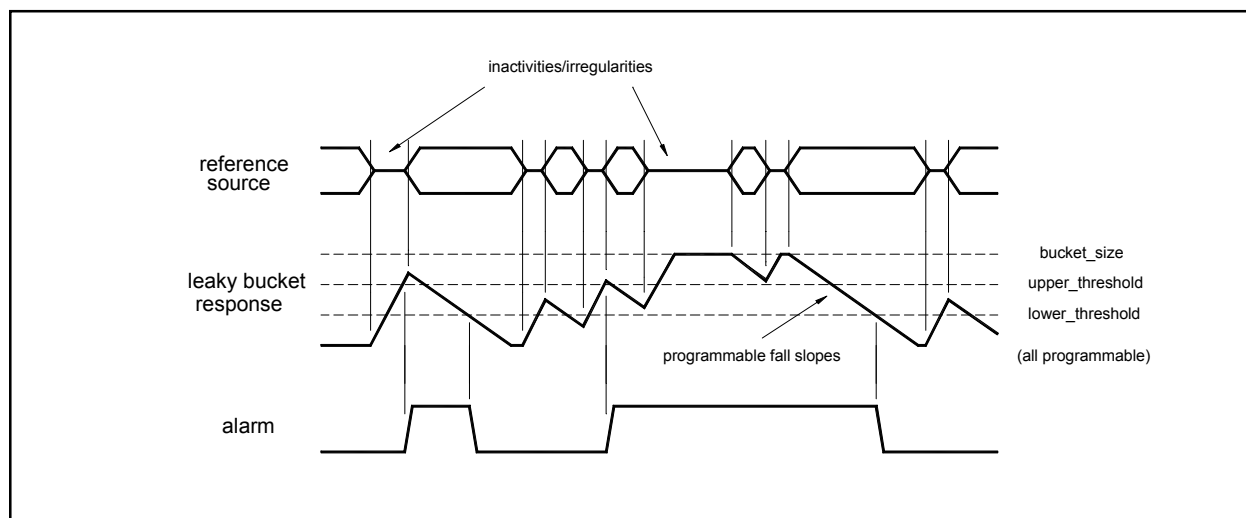 inactivities/irregularities
reference
source
bucket_size
leaky bucket
response
upper_threshold
lower_threshold
programmable fall slopes
(all programmable)
alarm